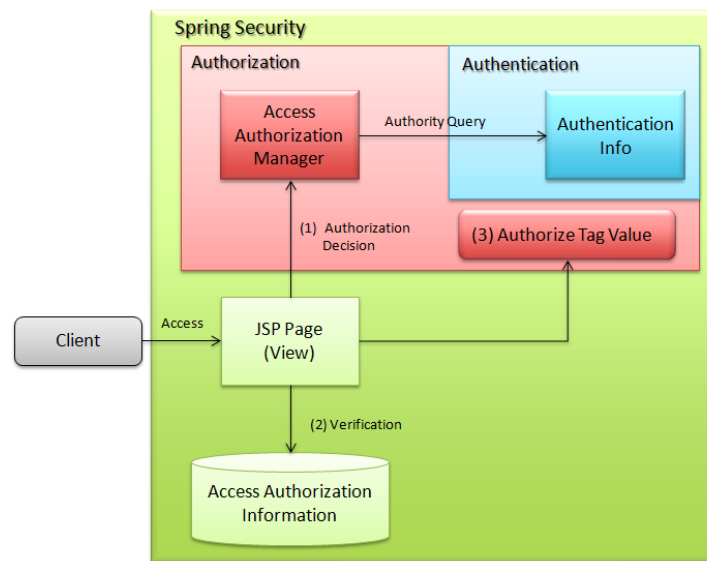 Spring Security
Authorization
Authentication
Access
Authorization
Manager
Authority Query
Authentication
Info
(1) Authorization
Decision
(3) Authorize Tag Value
Client
Access
JSP Page
(View)
(2) Verification
Access Authorization
Information